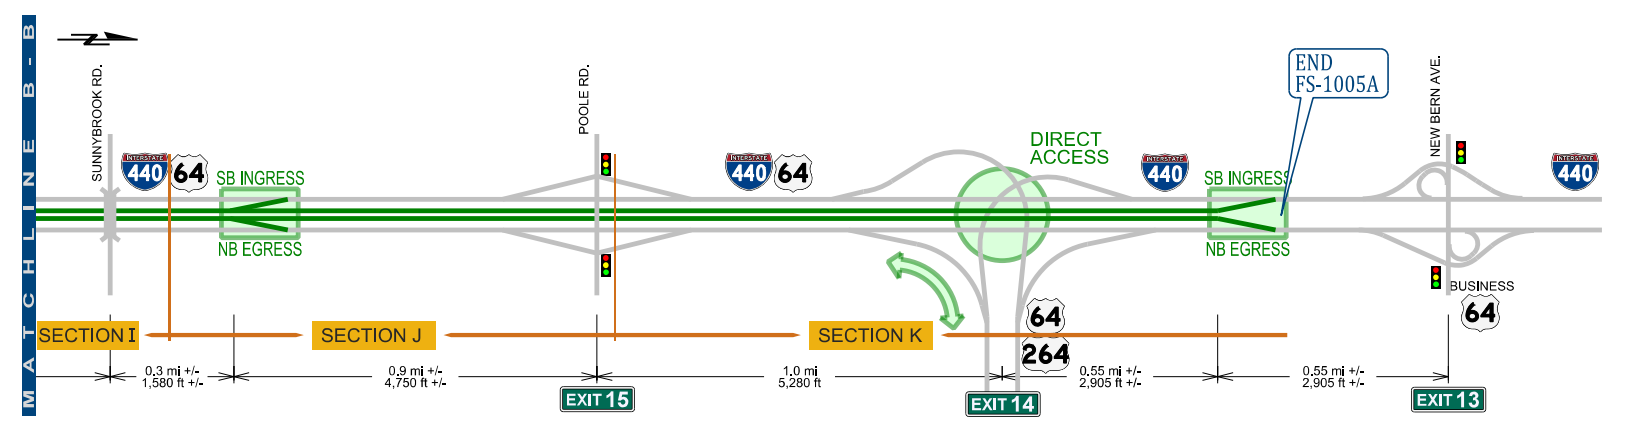 MATCHLINE B-B
SUNNYBROOK RD.
INTERSTATE
440
64
SB INGRESS
NB EGRESS
POOLE RD.
INTERSTATE
440
64
DIRECT
ACCESS
INTERSTATE
440
SB INGRESS
NB EGRESS
END
FS-1005A
NEW BERN AVE.
INTERSTATE
440
BUSINESS
64
64
264
SECTION I
SECTION J
SECTION K
0.3 mi +/-
1,580 ft +/-
0.9 mi +/-
4,750 ft +/-
1.0 mi
5,280 ft
0.55 mi +/-
2,905 ft +/-
0.55 mi +/-
2,905 ft +/-
EXIT 15
EXIT 14
EXIT 13